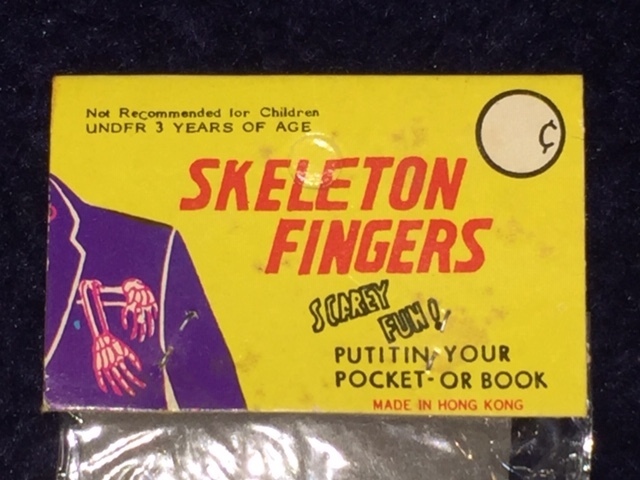 Not Recommended for Children
UNDFR 3 YEARS OF AGE
¢
SKELETON
FINGERS
SCAREY
FUN!
PUTITIN YOUR
POCKET-OR BOOK
MADE IN HONG KONG